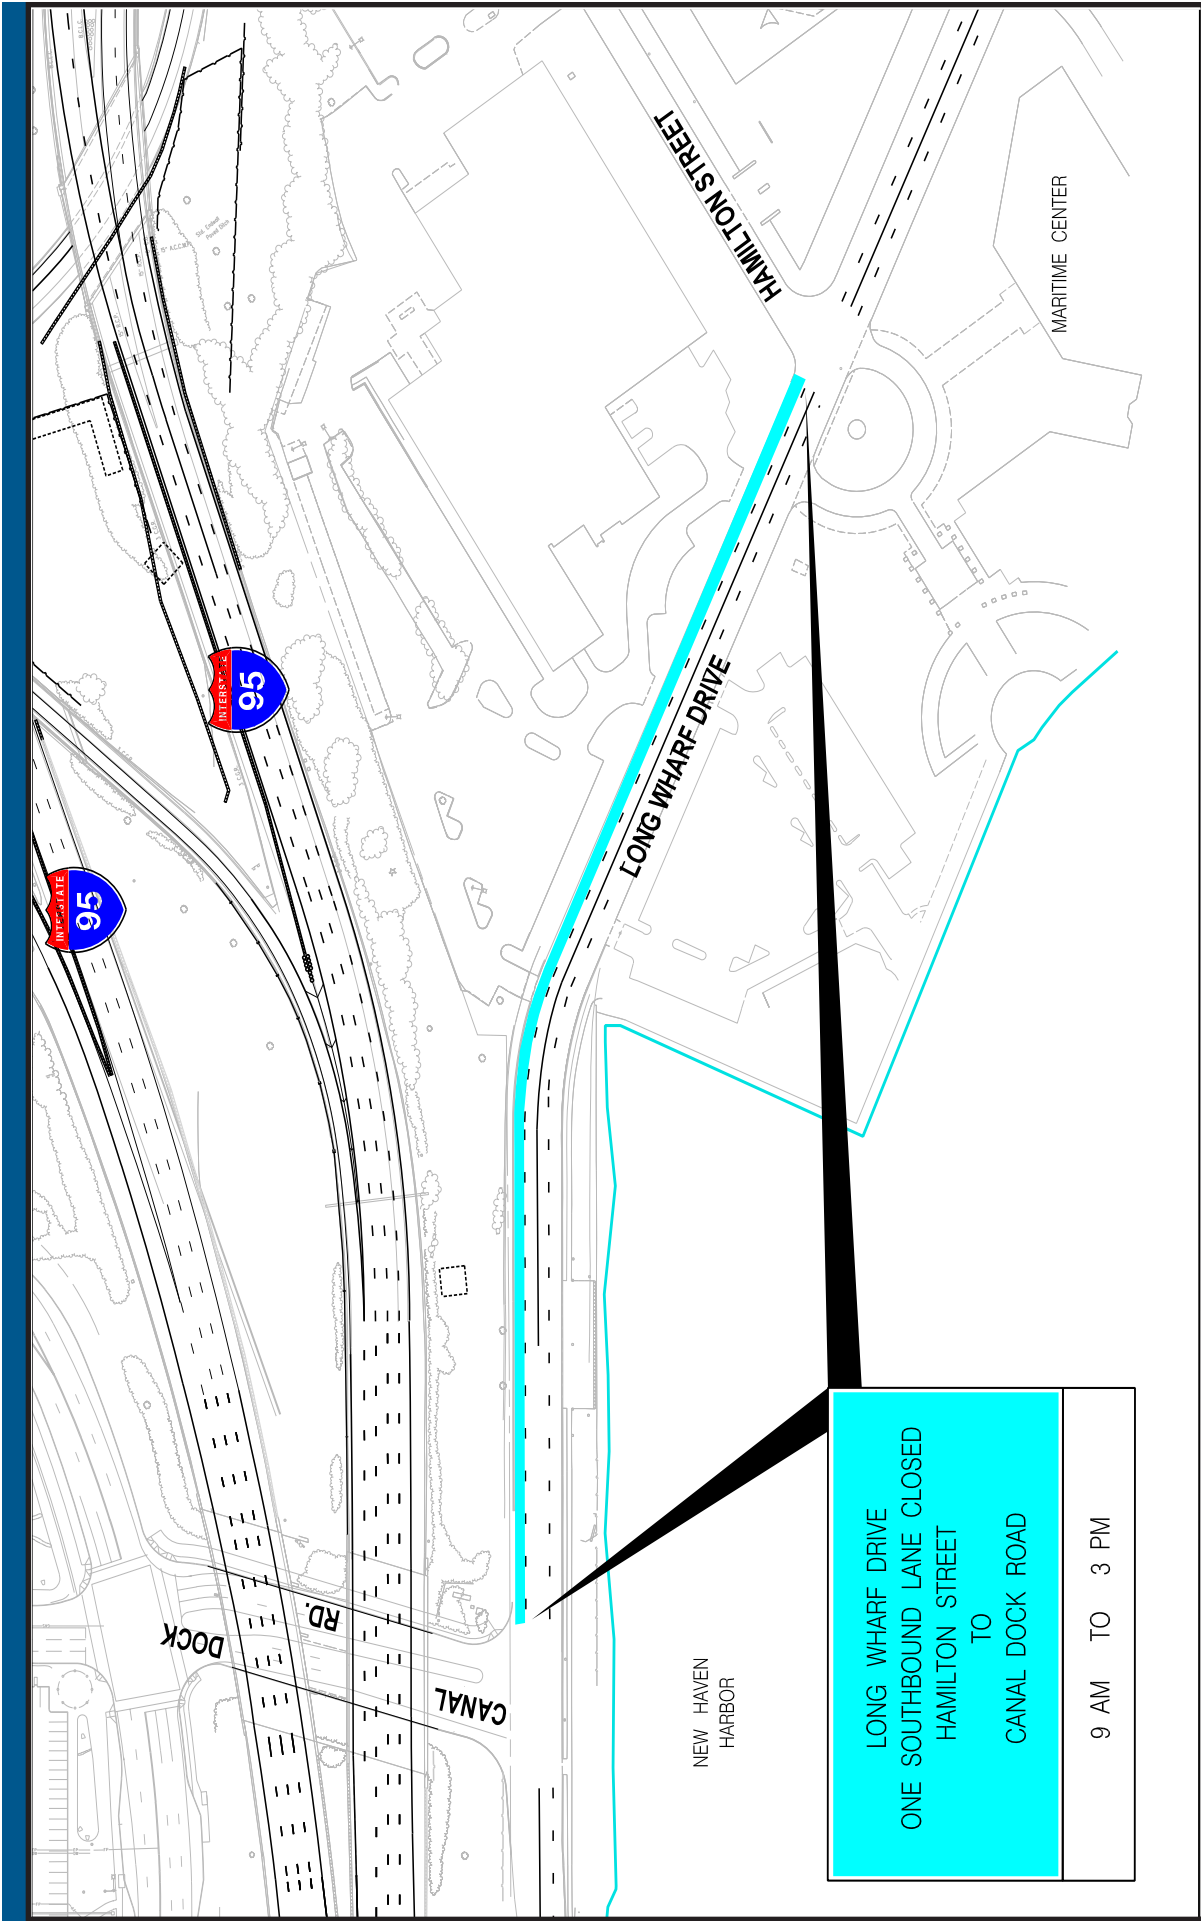 HAMILTON STREET
MARITIME CENTER
INTERSTATE
95
INTERSTATE
95
LONG WHARF DRIVE
DOCK
RD.
CANAL
NEW HAVEN
HARBOR
LONG WHARF DRIVE
ONE SOUTHBOUND LANE CLOSED
HAMILTON STREET
TO
CANAL DOCK ROAD
9 AM TO 3 PM